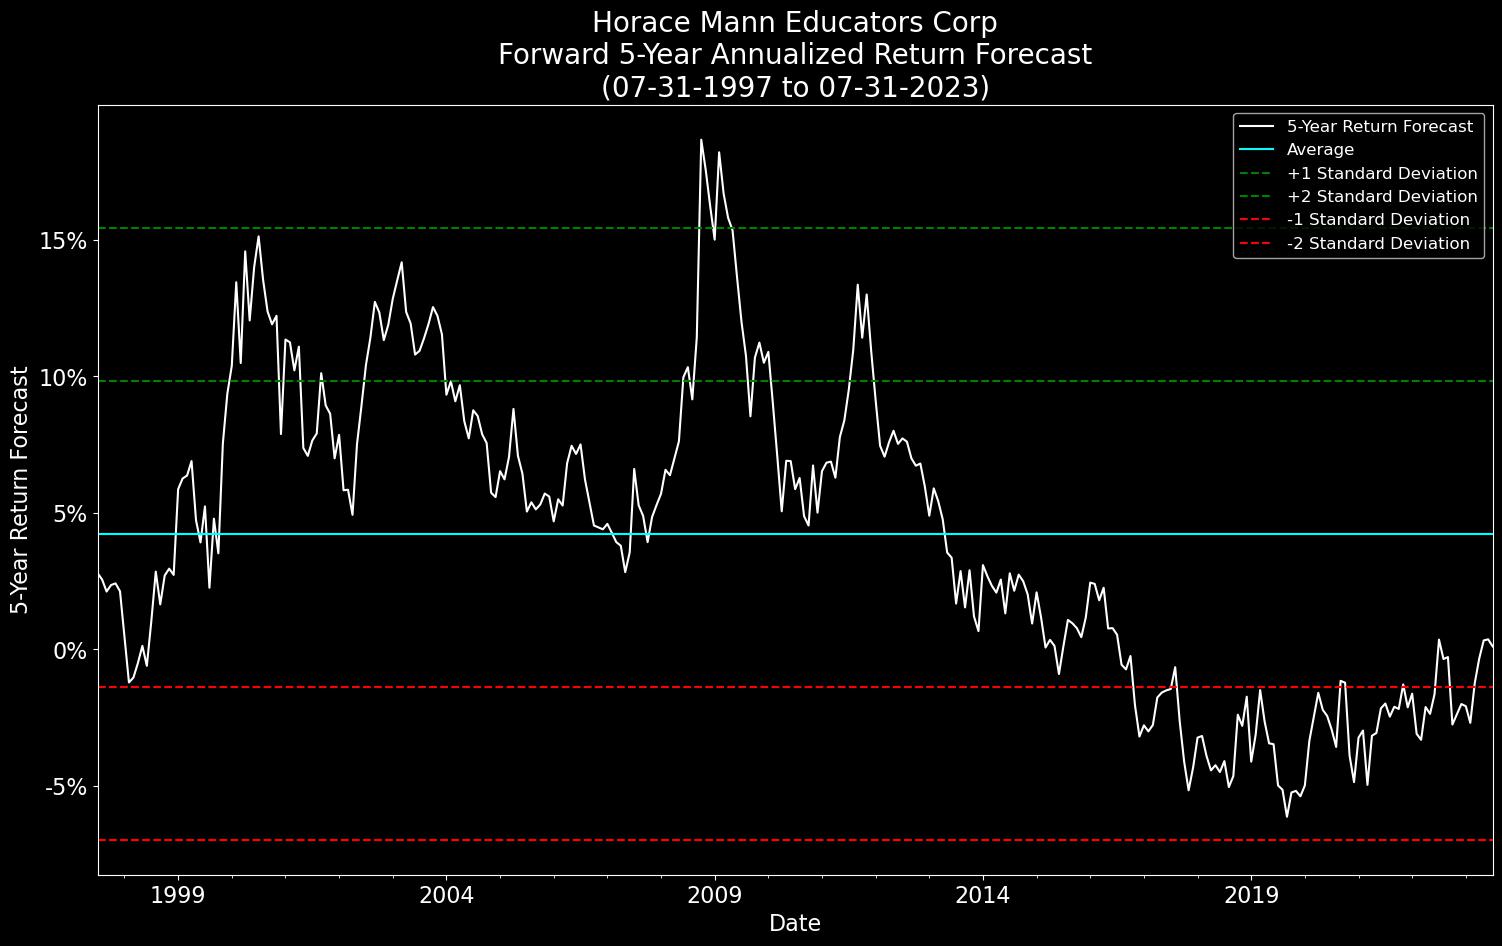 Horace Mann Educators Corp
Forward 5-Year Annualized Return Forecast
(07-31-1997 to 07-31-2023)
5-Year Return Forecast
Average
+1 Standard Deviation
+2 Standard Deviation
-1 Standard Deviation
-2 Standard Deviation
5-Year Return Forecast
15%
10%
5%
0%
-5%
1999 2004 2009 2014 2019
Date